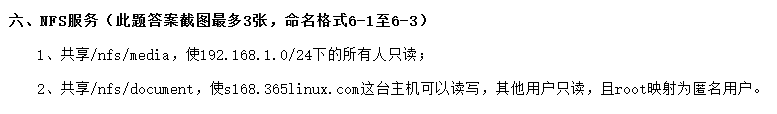 六、NFS服务（此题答案截图最多3张，命名格式6-1至6-3）
1、共享/nfs/media，使192.168.1.0/24下的所有人只读；
2、共享/nfs/document，使s168.365linux.com这台主机可以读写，其他用户只读，且root映射为匿名用户。